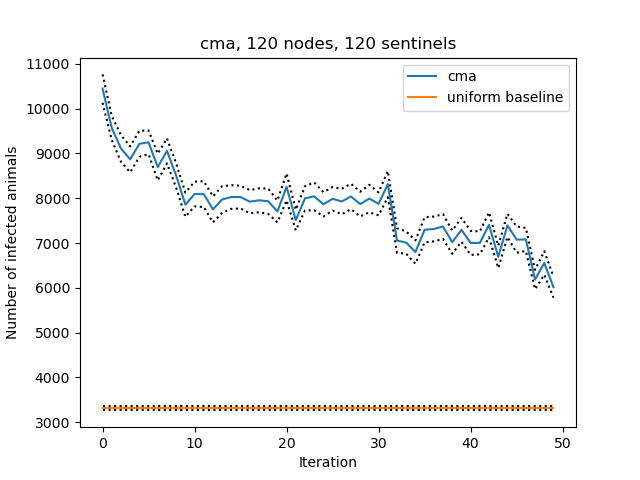 cma, 120 nodes, 120 sentinels
cma
uniform baseline
11000
10000
9000
8000
7000
6000
5000
4000
3000
Number of infected animals
0 10 20 30 40 50
Iteration